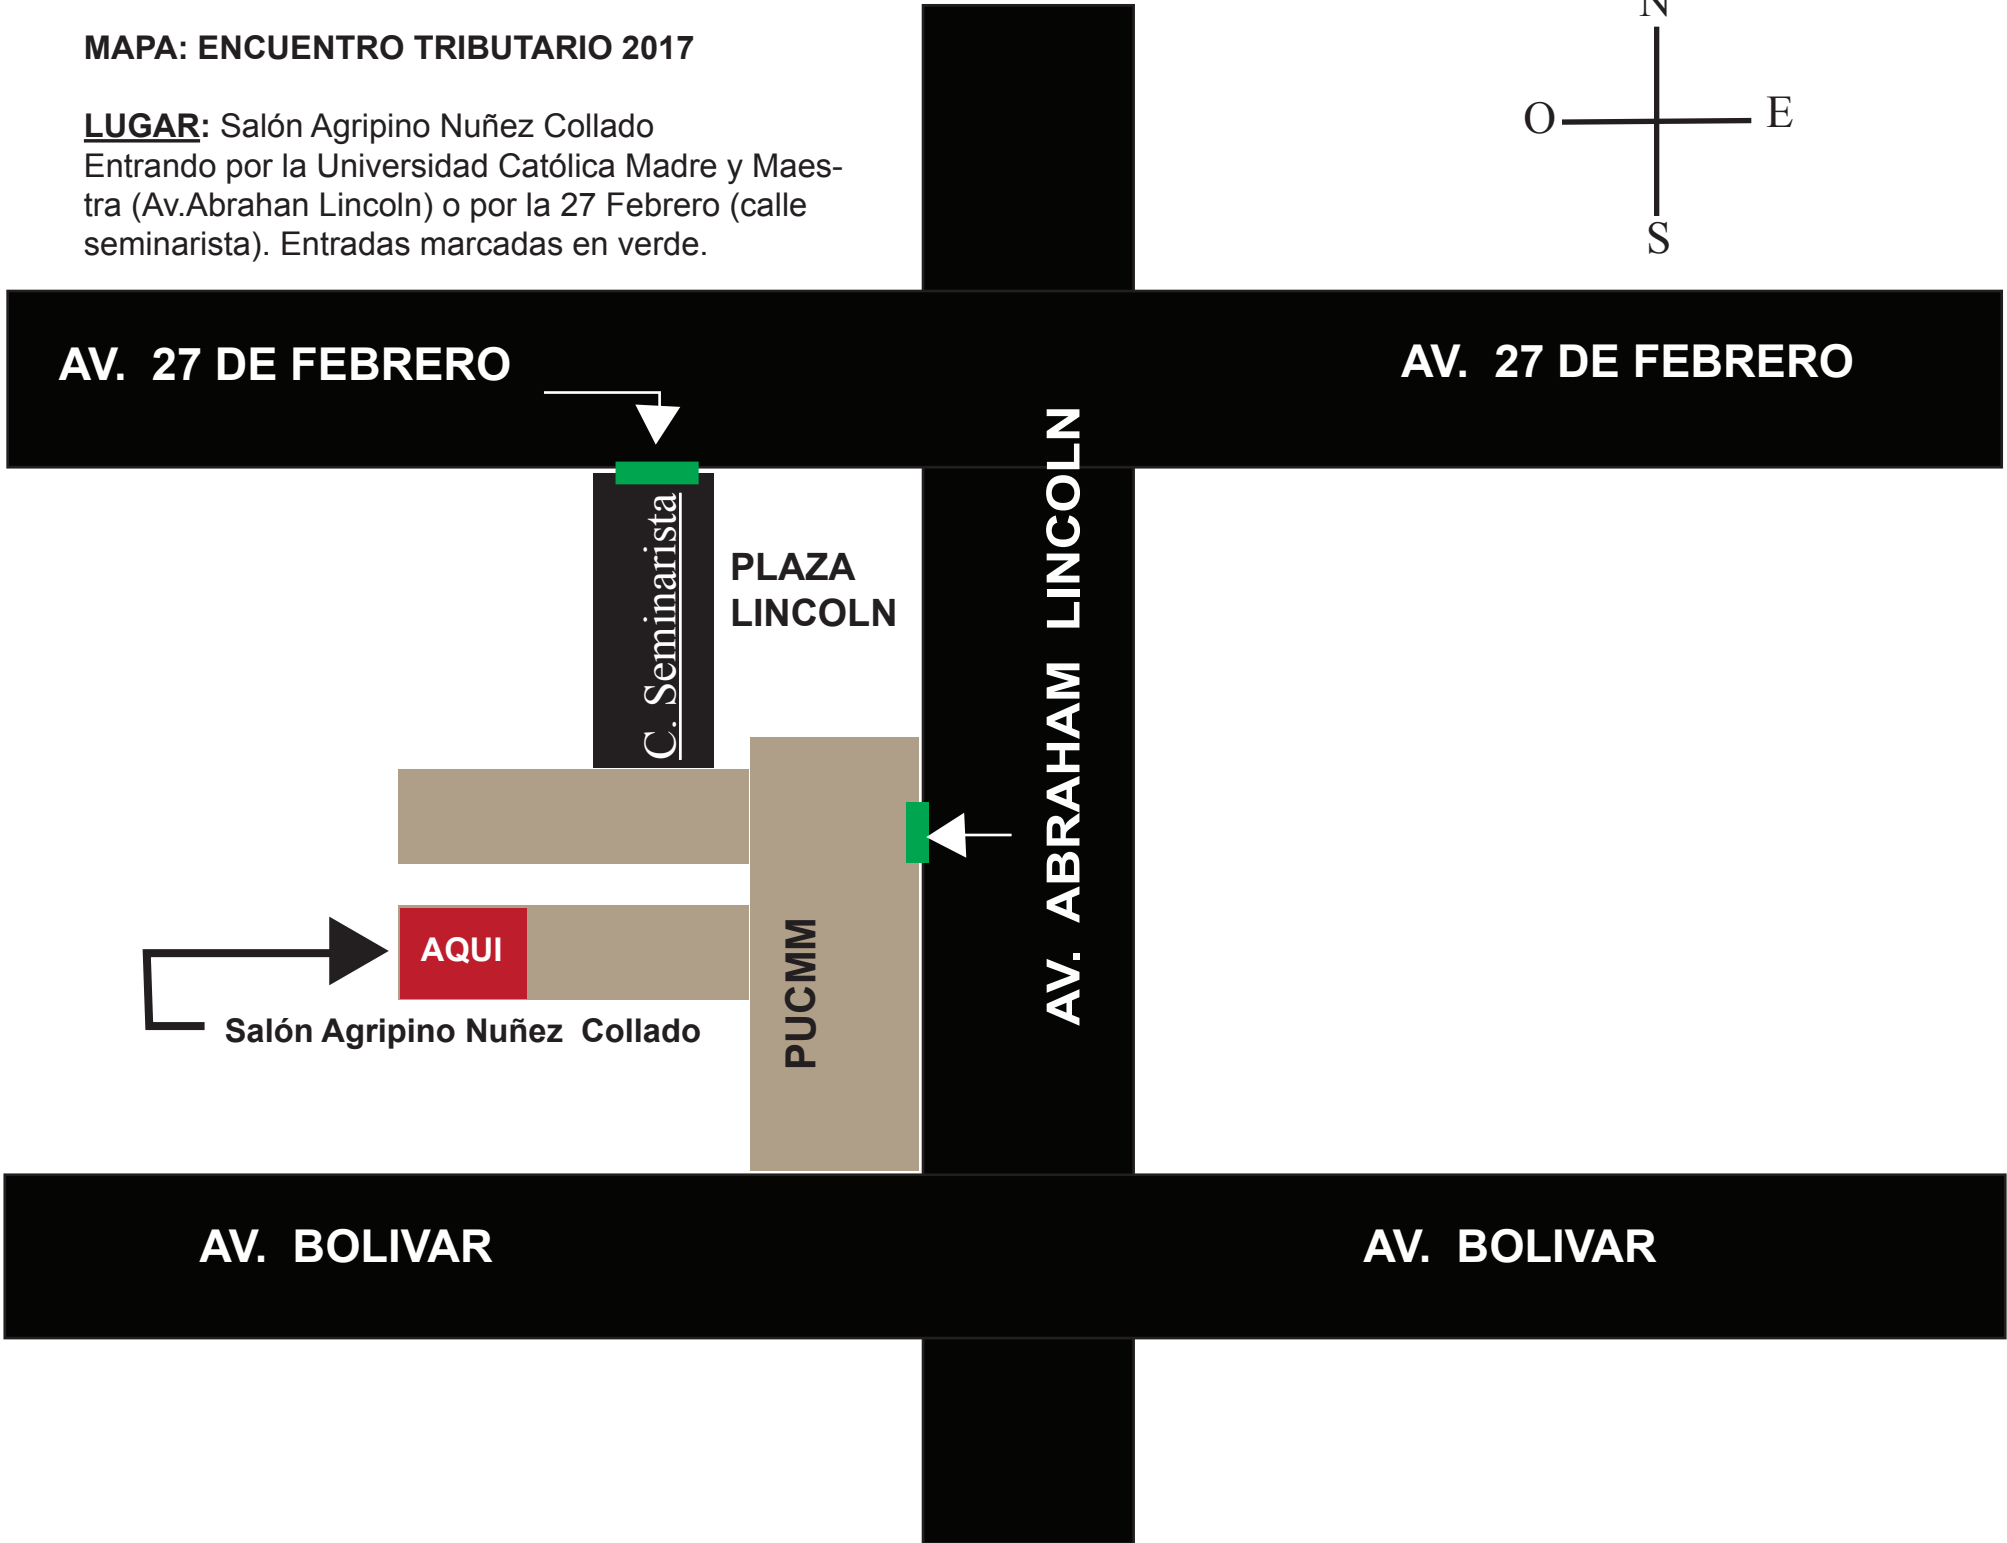 MAPA: ENCUENTRO TRIBUTARIO 2017
LUGAR: Salón Agripino Nuñez Collado
Entrando por la Universidad Católica Madre y Maes-
tra (Av.Abrahan Lincoln) o por la 27 Febrero (calle
seminarista). Entradas marcadas en verde.
N
O
E
S
AV. 27 DE FEBRERO
AV. 27 DE FEBRERO
C. Seminarista
PLAZA
LINCOLN
AV. ABRAHAM LINCOLN
AQUI
PUCMM
Salón Agripino Nuñez Collado
AV. BOLIVAR
AV. BOLIVAR